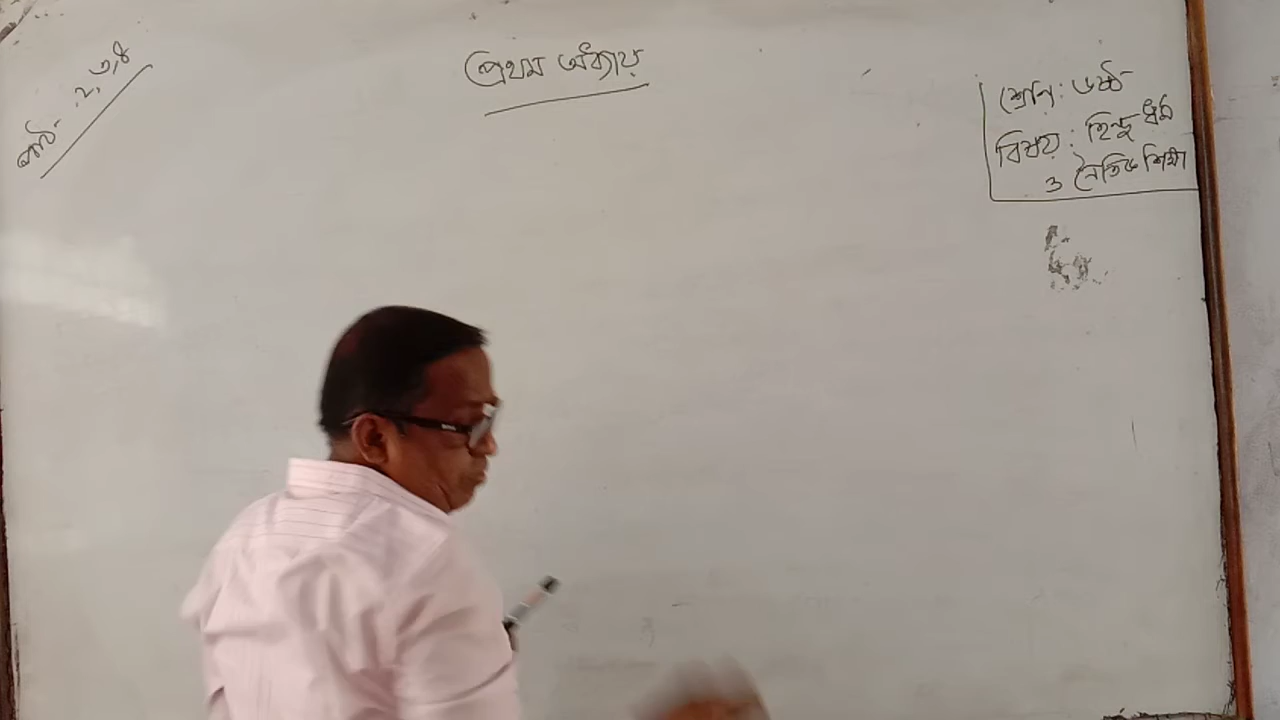 পাঠ- ২, ৩, ৪
প্রথম অধ্যায়
শ্রেণি: ৬ষ্ঠ
বিষয়: হিন্দু ধর্ম
ও নৈতিক শিক্ষা